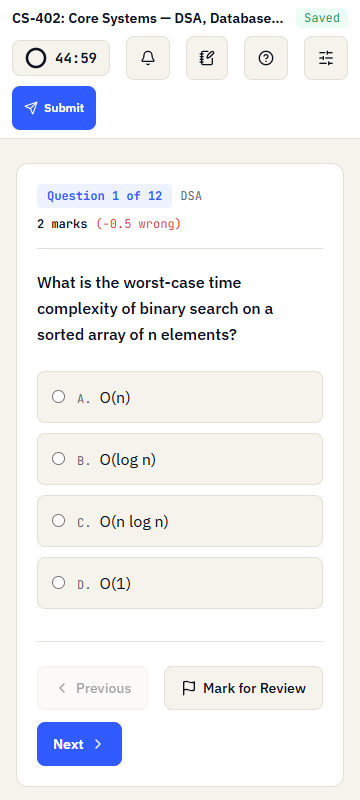 CS-402: Core Systems — DSA, Database...
Saved
44:59
Submit
Question 1 of 12
DSA
2 marks (-0.5 wrong)
What is the worst-case time
complexity of binary search on a
sorted array of n elements?
A. O(n)
B. O(log n)
C. O(n log n)
D. O(1)
Previous
Mark for Review
Next